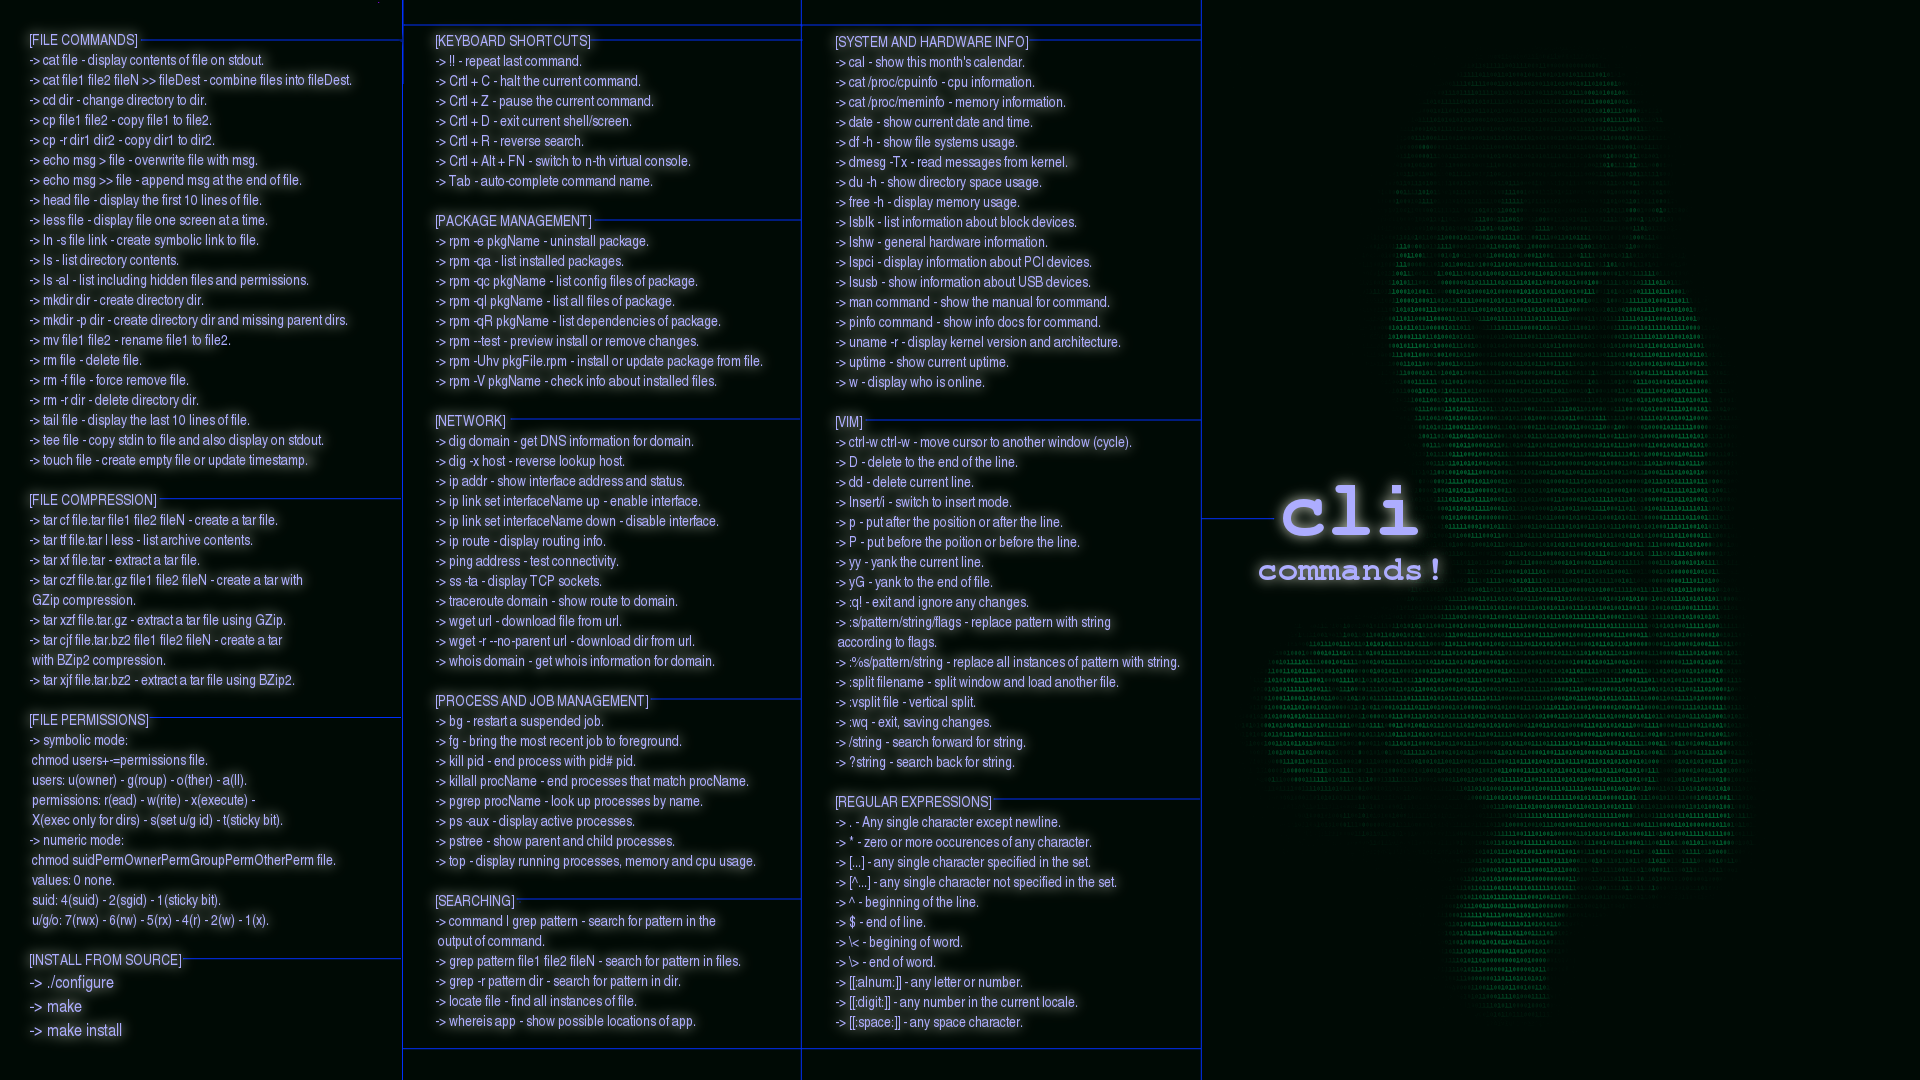 [FILE COMMANDS]
-> cat file - display contents of file on stdout.
-> cat file1 file2 fileN >> fileDest - combine files into fileDest.
-> cd dir - change directory to dir.
-> cp file1 file2 - copy file1 to file2.
-> cp -r dir1 dir2 - copy dir1 to dir2.
-> echo msg > file - overwrite file with msg.
-> echo msg >> file - append msg at the end of file.
-> head file - display the first 10 lines of file.
-> less file - display file one screen at a time.
-> ln -s file link - create symbolic link to file.
-> ls - list directory contents.
-> ls -al - list including hidden files and permissions.
-> mkdir dir - create directory dir.
-> mkdir -p dir - create directory dir and missing parent dirs.
-> mv file1 file2 - rename file1 to file2.
-> rm file - delete file.
-> rm -f file - force remove file.
-> rm -r dir - delete directory dir.
-> tail file - display the last 10 lines of file.
-> tee file - copy stdin to file and also display on stdout.
-> touch file - create empty file or update timestamp.
[FILE COMPRESSION]
-> tar cf file.tar file1 file2 fileN - create a tar file.
-> tar tf file.tar | less - list archive contents.
-> tar xf file.tar - extract a tar file.
-> tar czf file.tar.gz file1 file2 fileN - create a tar with
GZip compression.
-> tar xzf file.tar.gz - extract a tar file using GZip.
-> tar cjf file.tar.bz2 file1 file2 fileN - create a tar
with BZip2 compression.
-> tar xjf file.tar.bz2 - extract a tar file using BZip2.
[FILE PERMISSIONS]
-> symbolic mode:
chmod users+-=permissions file.
users: u(owner) - g(roup) - o(ther) - a(ll).
permissions: r(ead) - w(rite) - x(execute) -
X(exec only for dirs) - s(set u/g id) - t(sticky bit).
-> numeric mode:
chmod suidPermOwnerPermGroupPermOtherPerm file.
values: 0 none.
suid: 4(suid) - 2(sgid) - 1(sticky bit).
u/g/o: 7(rwx) - 6(rw) - 5(rx) - 4(r) - 2(w) - 1(x).
[INSTALL FROM SOURCE]
-> ./configure
-> make
-> make install
[KEYBOARD SHORTCUTS]
-> !! - repeat last command.
-> Crtl + C - halt the current command.
-> Crtl + Z - pause the current command.
-> Crtl + D - exit current shell/screen.
-> Crtl + R - reverse search.
-> Crtl + Alt + FN - switch to n-th virtual console.
-> Tab - auto-complete command name.
[PACKAGE MANAGEMENT]
-> rpm -e pkgName - uninstall package.
-> rpm -qa - list installed packages.
-> rpm -qc pkgName - list config files of package.
-> rpm -ql pkgName - list all files of package.
-> rpm -qR pkgName - list dependencies of package.
-> rpm --test - preview install or remove changes.
-> rpm -Uhv pkgFile.rpm - install or update package from file.
-> rpm -V pkgName - check info about installed files.
[NETWORK]
-> dig domain - get DNS information for domain.
-> dig -x host - reverse lookup host.
-> ip addr - show interface address and status.
-> ip link set interfaceName up - enable interface.
-> ip link set interfaceName down - disable interface.
-> ip route - display routing info.
-> ping address - test connectivity.
-> ss -ta - display TCP sockets.
-> traceroute domain - show route to domain.
-> wget url - download file from url.
-> wget -r --no-parent url - download dir from url.
-> whois domain - get whois information for domain.
[PROCESS AND JOB MANAGEMENT]
-> bg - restart a suspended job.
-> fg - bring the most recent job to foreground.
-> kill pid - end process with pid# pid.
-> killall procName - end processes that match procName.
-> pgrep procName - look up processes by name.
-> ps -aux - display active processes.
-> pstree - show parent and child processes.
-> top - display running processes, memory and cpu usage.
[SEARCHING]
-> command | grep pattern - search for pattern in the
output of command.
-> grep pattern file1 file2 fileN - search for pattern in files.
-> grep -r pattern dir - search for pattern in dir.
-> locate file - find all instances of file.
-> whereis app - show possible locations of app.
[SYSTEM AND HARDWARE INFO]
-> cal - show this month's calendar.
-> cat /proc/cpuinfo - cpu information.
-> cat /proc/meminfo - memory information.
-> date - show current date and time.
-> df -h - show file systems usage.
-> dmesg -Tx - read messages from kernel.
-> du -h - show directory space usage.
-> free -h - display memory usage.
-> lsblk - list information about block devices.
-> lshw - general hardware information.
-> lspci - display information about PCI devices.
-> lsusb - show information about USB devices.
-> man command - show the manual for command.
-> pinfo command - show info docs for command.
-> uname -r - display kernel version and architecture.
-> uptime - show current uptime.
-> w - display who is online.
[VIM]
-> ctrl-w ctrl-w - move cursor to another window (cycle).
-> D - delete to the end of the line.
-> dd - delete current line.
-> Insert/i - switch to insert mode.
-> p - put after the position or after the line.
-> P - put before the poition or before the line.
-> yy - yank the current line.
-> yG - yank to the end of file.
-> :q! - exit and ignore any changes.
-> :s/pattern/string/flags - replace pattern with string
according to flags.
-> :%s/pattern/string - replace all instances of pattern with string.
-> :split filename - split window and load another file.
-> :vsplit file - vertical split.
-> :wq - exit, saving changes.
-> /string - search forward for string.
-> ?string - search back for string.
[REGULAR EXPRESSIONS]
-> . - Any single character except newline.
-> * - zero or more occurences of any character.
-> [...] - any single character specified in the set.
-> [^...] - any single character not specified in the set.
-> ^ - beginning of the line.
-> $ - end of line.
-> \< - begining of word.
-> \> - end of word.
-> [[:alnum:]] - any letter or number.
-> [[:digit:]] - any number in the current locale.
-> [[:space:]] - any space character.
cli
commands!